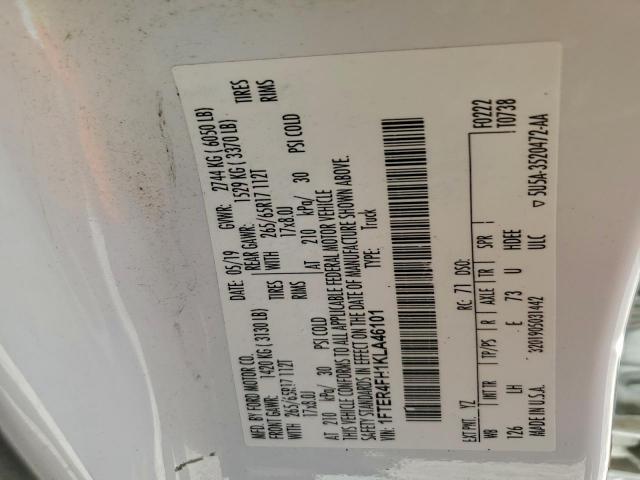 MFD. BY FORD MOTOR CO.
DATE: 05/19 GVWR: 2744 KG ( 6050 LB)
FRONT GAWR: 1420 KG ( 3130 LB) REAR GAWR: 1529 KG ( 3370 LB)
265/65R17 112T TIRES WITH 265/65R17 112T TIRES
17x8.0J RIMS 17x8.0J RIMS
AT 210 kPa/ 30 PSI COLD AT 210 kPa/ 30 PSI COLD
THIS VEHICLE CONFORMS TO ALL APPLICABLE FEDERAL MOTOR VEHICLE
SAFETY STANDARDS IN EFFECT ON THE DATE OF MANUFACTURE SHOWN ABOVE.
VIN: 1FTER4FH1KLA46101 TYPE: Truck
F0222
T0738
EXT PNT: YZ RC: 71 DSO:
WB INT TR TP/PS R AXLE TR SPR
126 LH E 73 U HDEE
MADE IN U.S.A. ULC
▽ 5U5A-3520472-AA